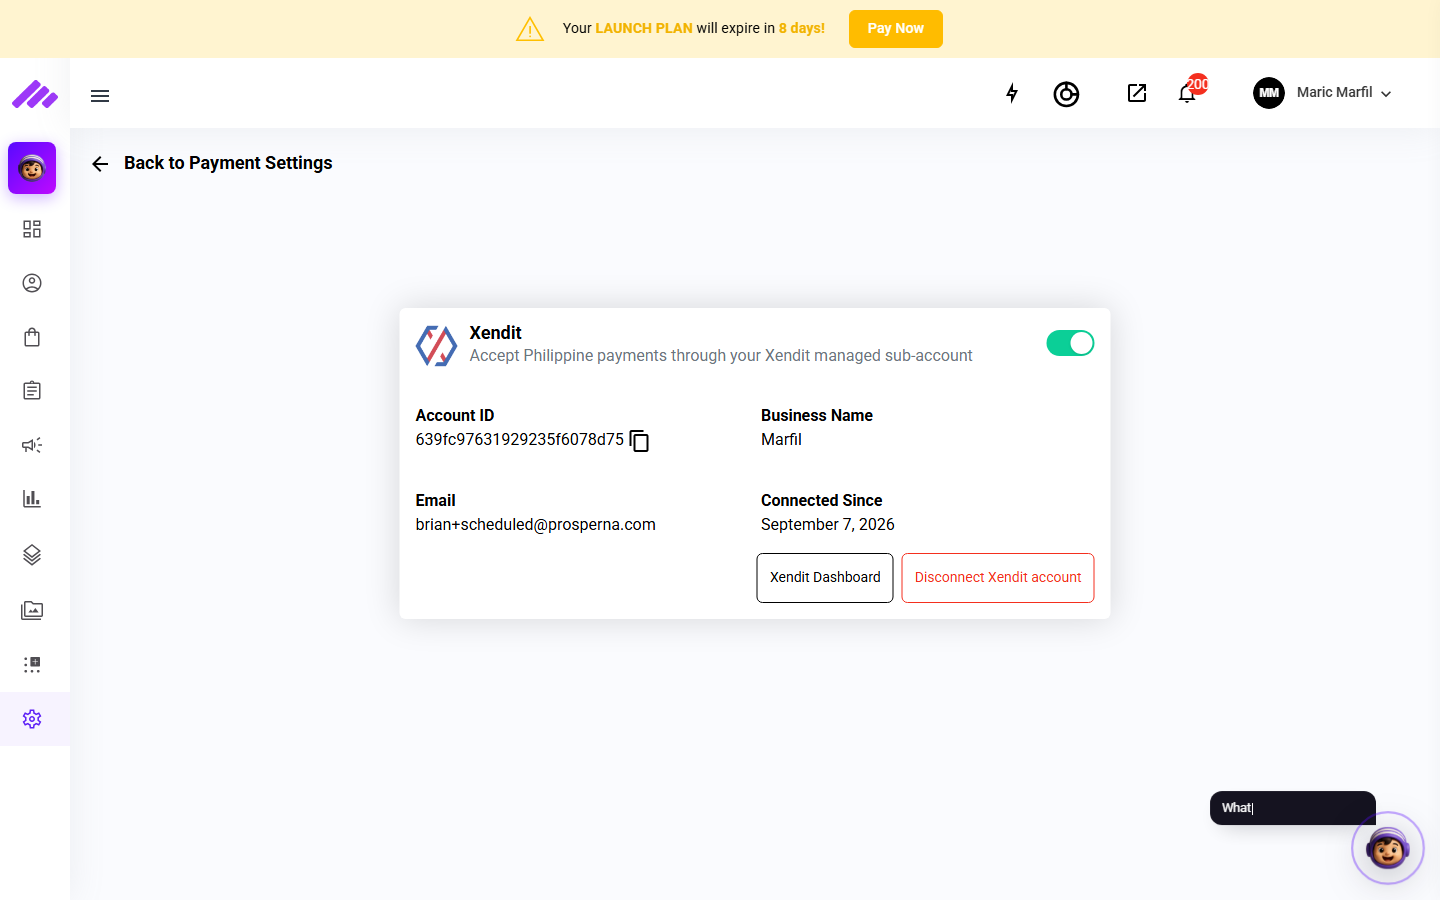 Your LAUNCH PLAN will expire in 8 days!
Pay Now
200
MM
Maric Marfil
Back to Payment Settings
Xendit
Accept Philippine payments through your Xendit managed sub-account
Account ID
639fc97631929235f6078d75
Business Name
Marfil
Email
brian+scheduled@prosperna.com
Connected Since
September 7, 2026
Xendit Dashboard
Disconnect Xendit account
What